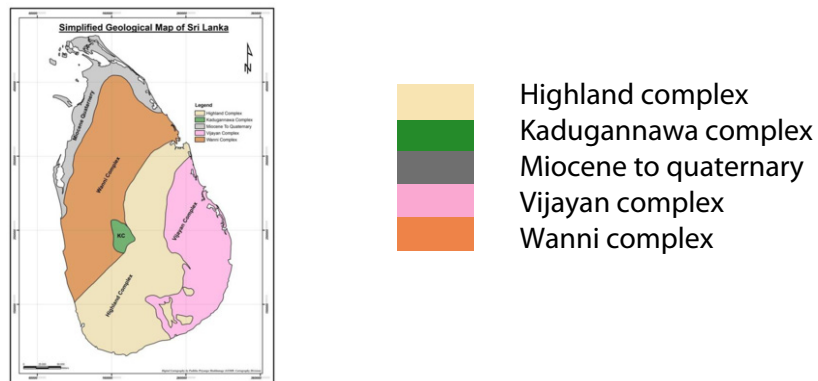 Simplified Geological Map of Sri Lanka
N
Legend
Highland Complex
Kadugannawa Complex
Miocene To Quaternary
Vijayan Complex
Wanni Complex
Miocene Quaternary
Wanni Complex
Vijayan Complex
KC
Highland Complex
Highland complex
Kadugannawa complex
Miocene to quaternary
Vijayan complex
Wanni complex